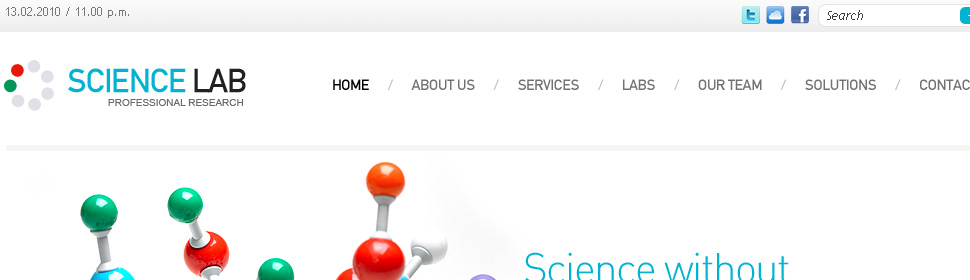 13.02.2010 / 11.00 p.m.
Search
SCIENCE LAB
PROFESSIONAL RESEARCH
HOME / ABOUT US / SERVICES / LABS / OUR TEAM / SOLUTIONS / CONTAC
Science without